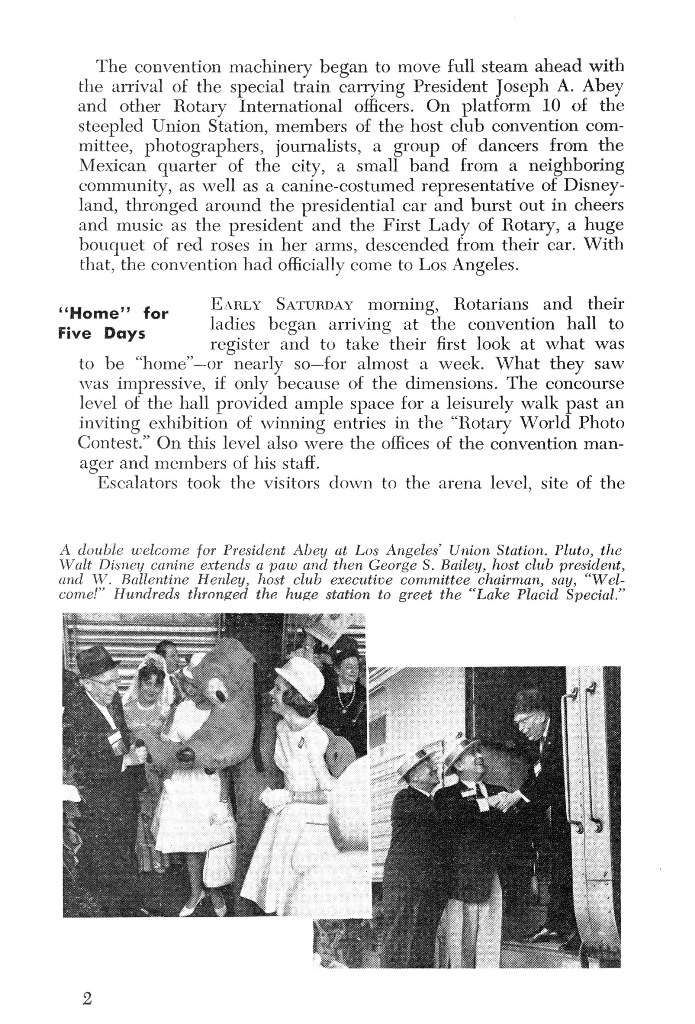 The convention machinery began to move full steam ahead with
the arrival of the special train carrying President Joseph A. Abey
and other Rotary International officers. On platform 10 of the
steepled Union Station, members of the host club convention com-
mittee, photographers, journalists, a group of dancers from the
Mexican quarter of the city, a small band from a neighboring
community, as well as a canine-costumed representative of Disney-
land, thronged around the presidential car and burst out in cheers
and music as the president and the First Lady of Rotary, a huge
bouquet of red roses in her arms, descended from their car. With
that, the convention had officially come to Los Angeles.
"Home" for
Five Days
EARLY SATURDAY morning, Rotarians and their
ladies began arriving at the convention hall to
register and to take their first look at what was
to be "home"—or nearly so—for almost a week. What they saw
was impressive, if only because of the dimensions. The concourse
level of the hall provided ample space for a leisurely walk past an
inviting exhibition of winning entries in the "Rotary World Photo
Contest." On this level also were the offices of the convention man-
ager and members of his staff.
Escalators took the visitors down to the arena level, site of the
A double welcome for President Abey at Los Angeles' Union Station. Pluto, the
Walt Disney canine extends a paw and then George S. Bailey, host club president,
and W. Ballentine Henley, host club executive committee chairman, say, "Wel-
come!" Hundreds thronged the huge station to greet the "Lake Placid Special."
2